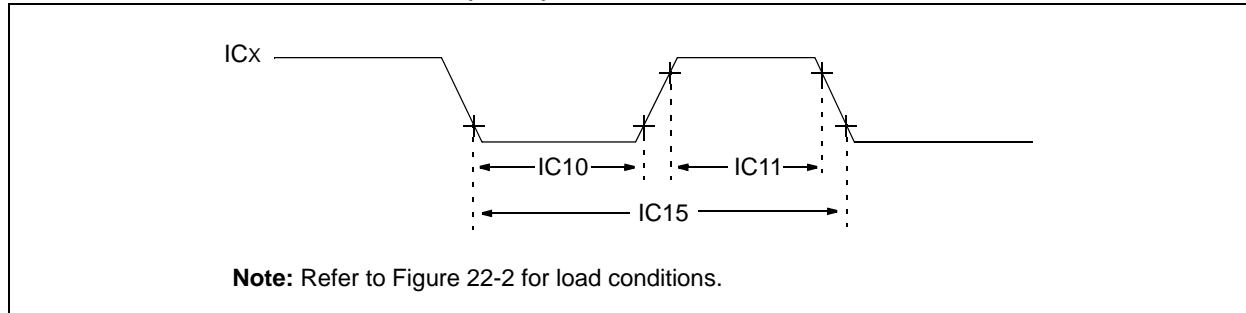 ICX
IC10
IC11
IC15
Note: Refer to Figure 22-2 for load conditions.